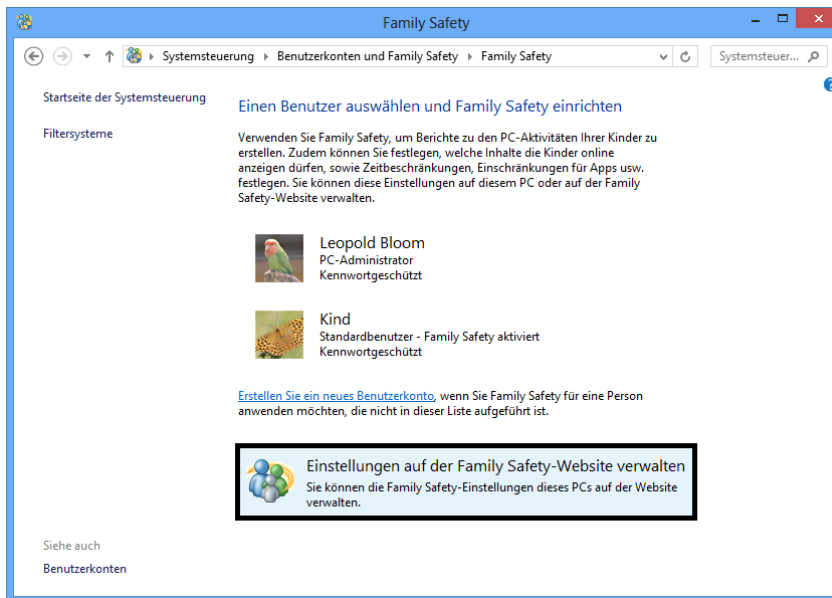 Family Safety
Systemsteuerung Benutzerkonten und Family Safety Family Safety
Systemsteuer...
Startseite der Systemsteuerung
Filtersysteme
Einen Benutzer auswählen und Family Safety einrichten
Verwenden Sie Family Safety, um Berichte zu den PC-Aktivitäten Ihrer Kinder zu
erstellen. Zudem können Sie festlegen, welche Inhalte die Kinder online
anzeigen dürfen, sowie Zeitbeschränkungen, Einschränkungen für Apps usw.
festlegen. Sie können diese Einstellungen auf diesem PC oder auf der Family
Safety-Website verwalten.
Leopold Bloom
PC-Administrator
Kennwortgeschützt
Kind
Standardbenutzer - Family Safety aktiviert
Kennwortgeschützt
Erstellen Sie ein neues Benutzerkonto, wenn Sie Family Safety für eine Person
anwenden möchten, die nicht in dieser Liste aufgeführt ist.
Einstellungen auf der Family Safety-Website verwalten
Sie können die Family Safety-Einstellungen dieses PCs auf der Website
verwalten.
Siehe auch
Benutzerkonten